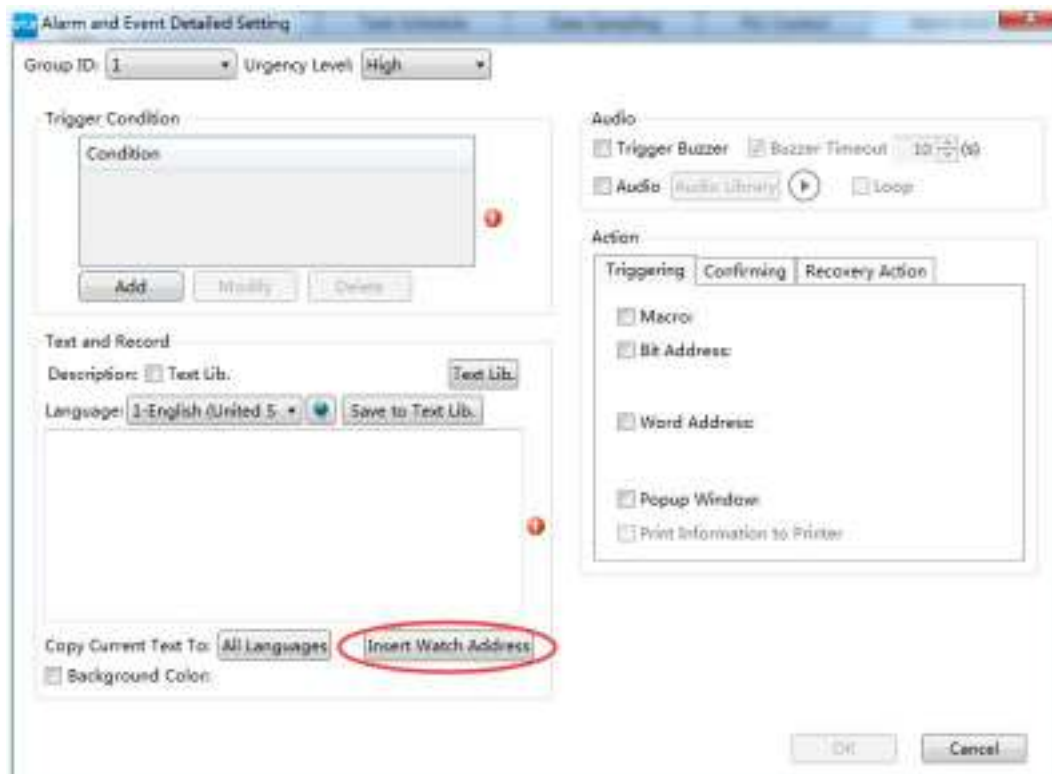 Alarm and Event Detailed Setting
Group ID: 1 Urgency Level: High
Trigger Condition
Condition
Add Modify Delete
Text and Record
Description: Text Lib. Text Lib.
Language: 1-English (United S Save to Text Lib.
Copy Current Text To: All Languages Insert Watch Address
Background Color:
Audio
Trigger Buzzer Buzzer Timeout 10 (s)
Audio Audio Library Loop
Action
Triggering Confirming Recovery Action
Macro:
Bit Address:
Word Address:
Popup Window:
Print Information to Printer
OK Cancel